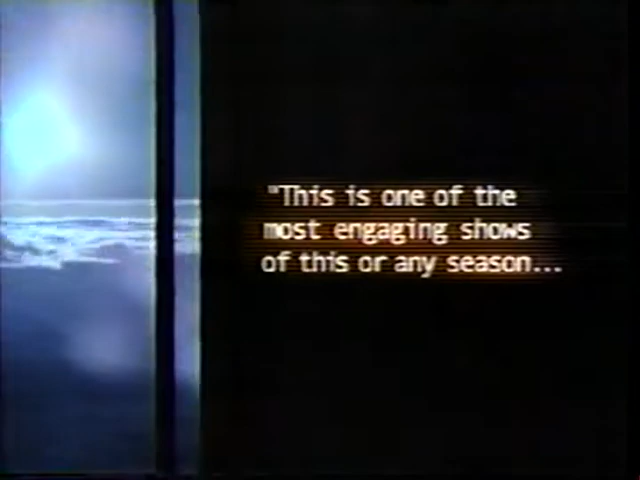 "This is one of the
most engaging shows
of this or any season...